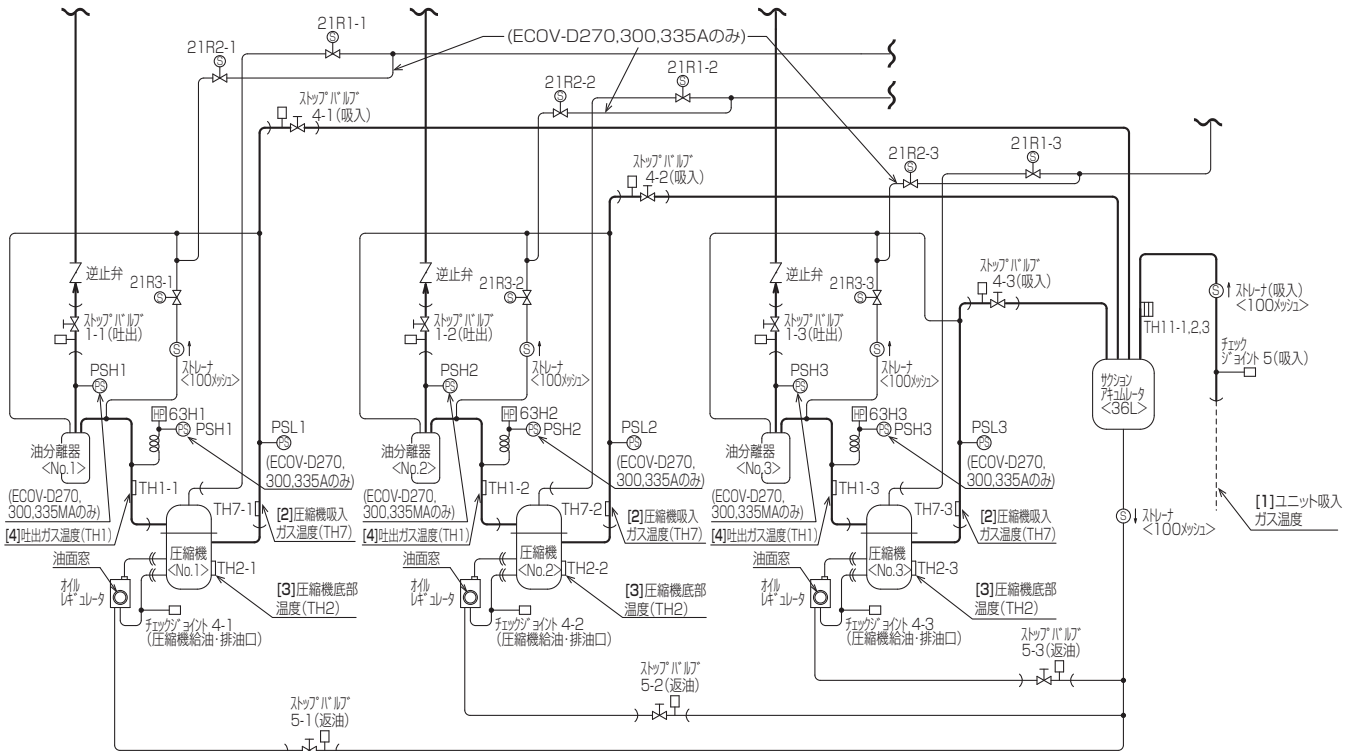 21R1-1
(ECOV-D270,300,335Aのみ)
21R2-1
21R1-2
21R2-2
ストップバルブ
4-1(吸入)
21R1-3
21R2-3
ストップバルブ
4-2(吸入)
逆止弁
21R3-1
ストップバルブ
1-1(吐出)
PSH1
S
ストレーナ
<100メッシュ>
HP 63H1
PS PSH1
油分離器
<No.1>
PSL1
PS
(ECOV-D270,
300,335Aのみ)
(ECOV-D270,
300,335MAのみ)
[4]吐出ガス温度(TH1)
TH1-1
TH7-1
[2]圧縮機吸入
ガス温度(TH7)
油面窓
オイル
レギュレータ
圧縮機
<No.1>
TH2-1
[3]圧縮機底部
温度(TH2)
チェックジョイント 4-1
(圧縮機給油・排油口)
ストップバルブ
5-1(返油)
逆止弁
21R3-2
ストップバルブ
1-2(吐出)
PSH2
S
ストレーナ
<100メッシュ>
HP 63H2
PS PSH2
油分離器
<No.2>
PSL2
PS
(ECOV-D270,
300,335Aのみ)
(ECOV-D270,
300,335MAのみ)
[4]吐出ガス温度(TH1)
TH1-2
TH7-2
[2]圧縮機吸入
ガス温度(TH7)
油面窓
オイル
レギュレータ
圧縮機
<No.2>
TH2-2
[3]圧縮機底部
温度(TH2)
チェックジョイント 4-2
(圧縮機給油・排油口)
ストップバルブ
5-2(返油)
逆止弁
21R3-3
ストップバルブ
1-3(吐出)
PSH3
S
ストレーナ
<100メッシュ>
HP 63H3
PS PSH3
油分離器
<No.3>
PSL3
PS
(ECOV-D270,
300,335Aのみ)
(ECOV-D270,
300,335MAのみ)
[4]吐出ガス温度(TH1)
TH1-3
TH7-3
[2]圧縮機吸入
ガス温度(TH7)
油面窓
オイル
レギュレータ
圧縮機
<No.3>
TH2-3
[3]圧縮機底部
温度(TH2)
チェックジョイント 4-3
(圧縮機給油・排油口)
ストップバルブ
5-3(返油)
ストップバルブ
4-3(吸入)
S ストレーナ(吸入)
<100メッシュ>
TH11-1,2,3
チェック
ジョイント 5(吸入)
サクション
アキュムレータ
<36L>
[1]ユニット吸入
ガス温度
S ストレーナ
<100メッシュ>